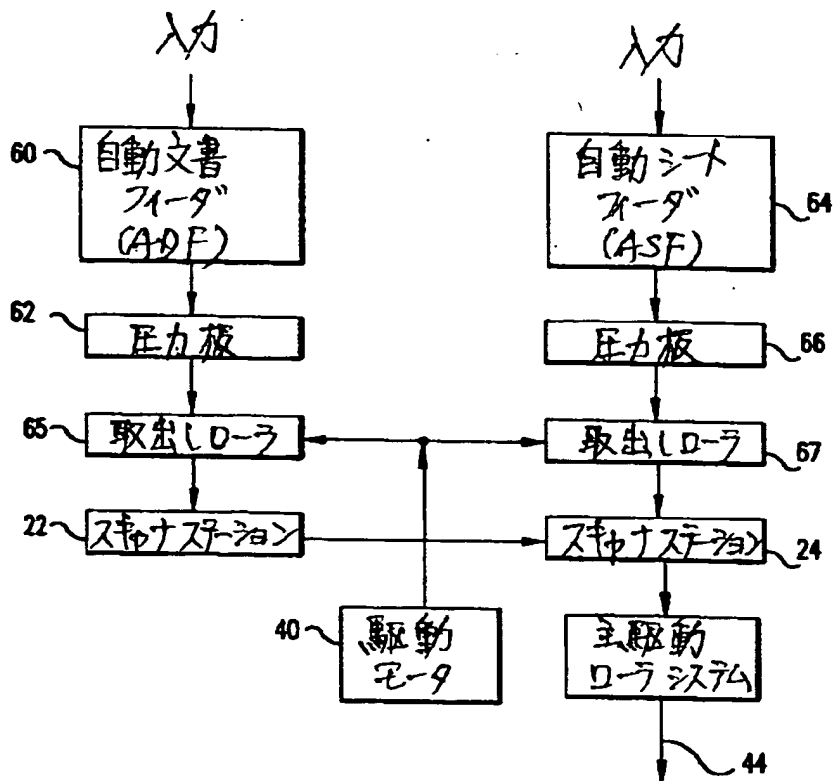 入力
60
自動文書
フィーダ
(ADF)
62
圧力板
65
取出しローラ
22
スキャナステーション
40
駆動
モータ
入力
自動シート
フィーダ
(ASF)
64
圧力板
66
取出しローラ
67
スキャナステーション
24
主駆動
ローラシステム
44